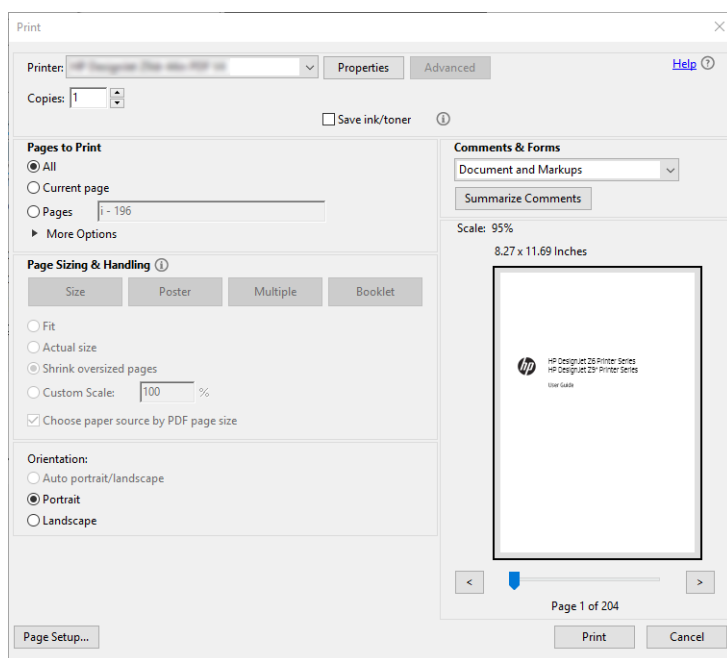 Print
Printer:
Properties
Advanced
Help
Copies: 1
Save ink/toner
Pages to Print
All
Current page
Pages i - 196
More Options
Page Sizing & Handling
Size Poster Multiple Booklet
Fit
Actual size
Shrink oversized pages
Custom Scale: 100 %
Choose paper source by PDF page size
Orientation:
Auto portrait/landscape
Portrait
Landscape
Comments & Forms
Document and Markups
Summarize Comments
Scale: 95%
8.27 x 11.69 Inches
hp
HP DesignJet Z6 Printer Series
HP DesignJet Z9⁺ Printer Series
User Guide
< >
Page 1 of 204
Page Setup...
Print
Cancel